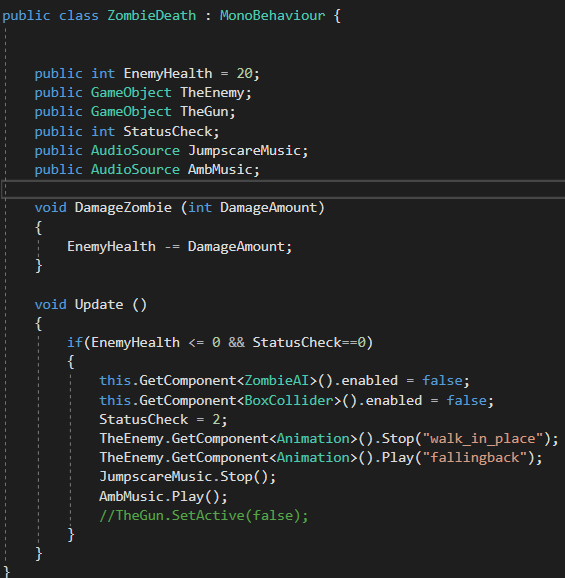 public class ZombieDeath : MonoBehaviour {
public int EnemyHealth = 20;
public GameObject TheEnemy;
public GameObject TheGun;
public int StatusCheck;
public AudioSource JumpscareMusic;
public AudioSource AmbMusic;
void DamageZombie (int DamageAmount)
{
EnemyHealth -= DamageAmount;
}
void Update ()
{
if(EnemyHealth <= 0 && StatusCheck==0)
{
this.GetComponent<ZombieAI>().enabled = false;
this.GetComponent<BoxCollider>().enabled = false;
StatusCheck = 2;
TheEnemy.GetComponent<Animation>().Stop("walk_in_place");
TheEnemy.GetComponent<Animation>().Play("fallingback");
JumpscareMusic.Stop();
AmbMusic.Play();
//TheGun.SetActive(false);
}
}
}